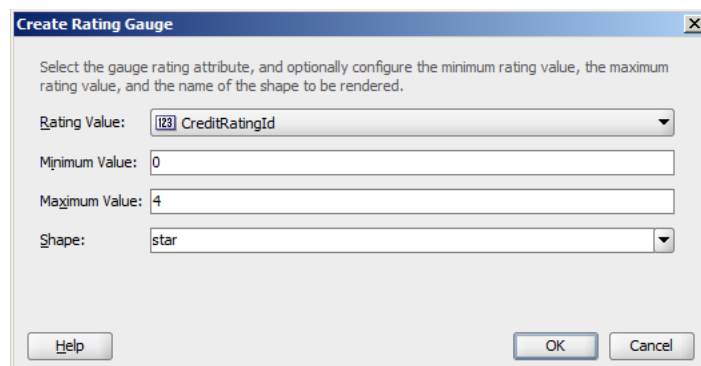 Create Rating Gauge
Select the gauge rating attribute, and optionally configure the minimum rating value, the maximum
rating value, and the name of the shape to be rendered.
Rating Value: 123 CreditRatingId
Minimum Value: 0
Maximum Value: 4
Shape: star
Help OK Cancel